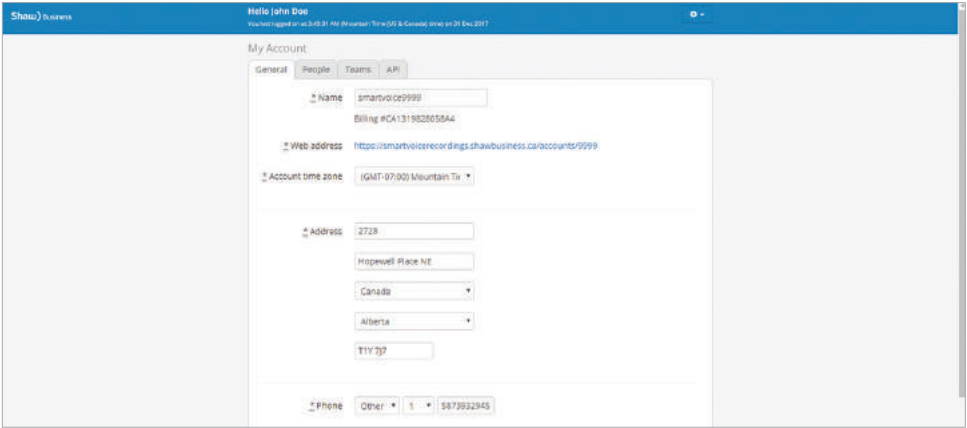 Shaw) Business
Hello John Doe
You last logged on at 3:49:31 AM (Mountain Time (US & Canada) time) on 31 Dec 2017
My Account
General People Teams API
* Name smartvoice9999
Billing #CA1319828058A4
* Web address https://smartvoicerecordings.shawbusiness.ca/accounts/9999
* Account time zone (GMT-07:00) Mountain Tir
* Address 2728
Hopewell Place NE
Canada
Alberta
T1Y 7J7
* Phone Other 1 5873932945